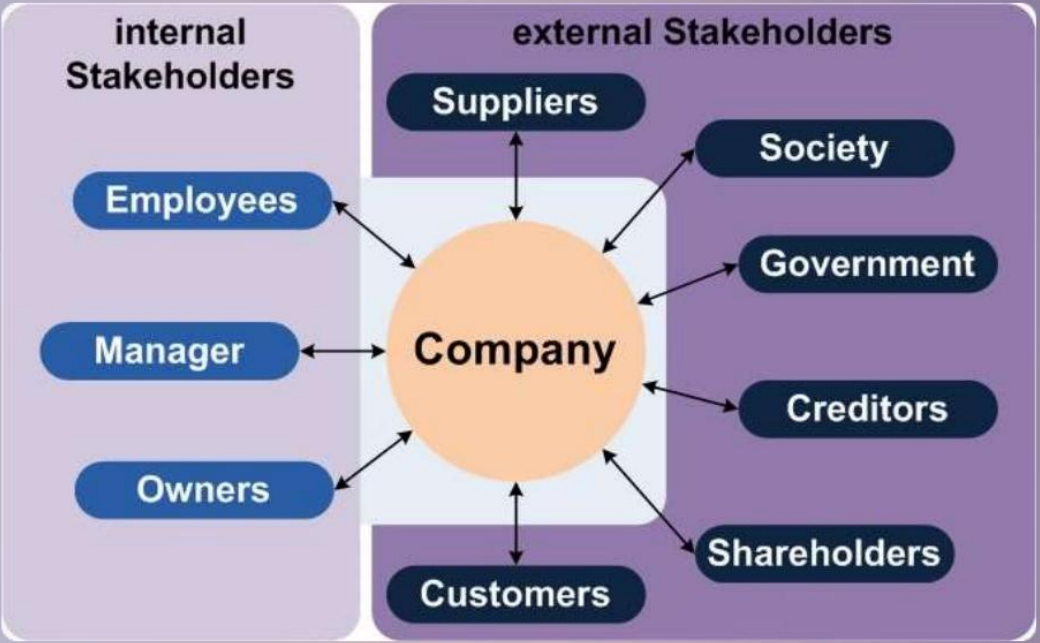 internal
Stakeholders
Employees
Manager
Owners
external Stakeholders
Suppliers
Society
Government
Company
Creditors
Shareholders
Customers